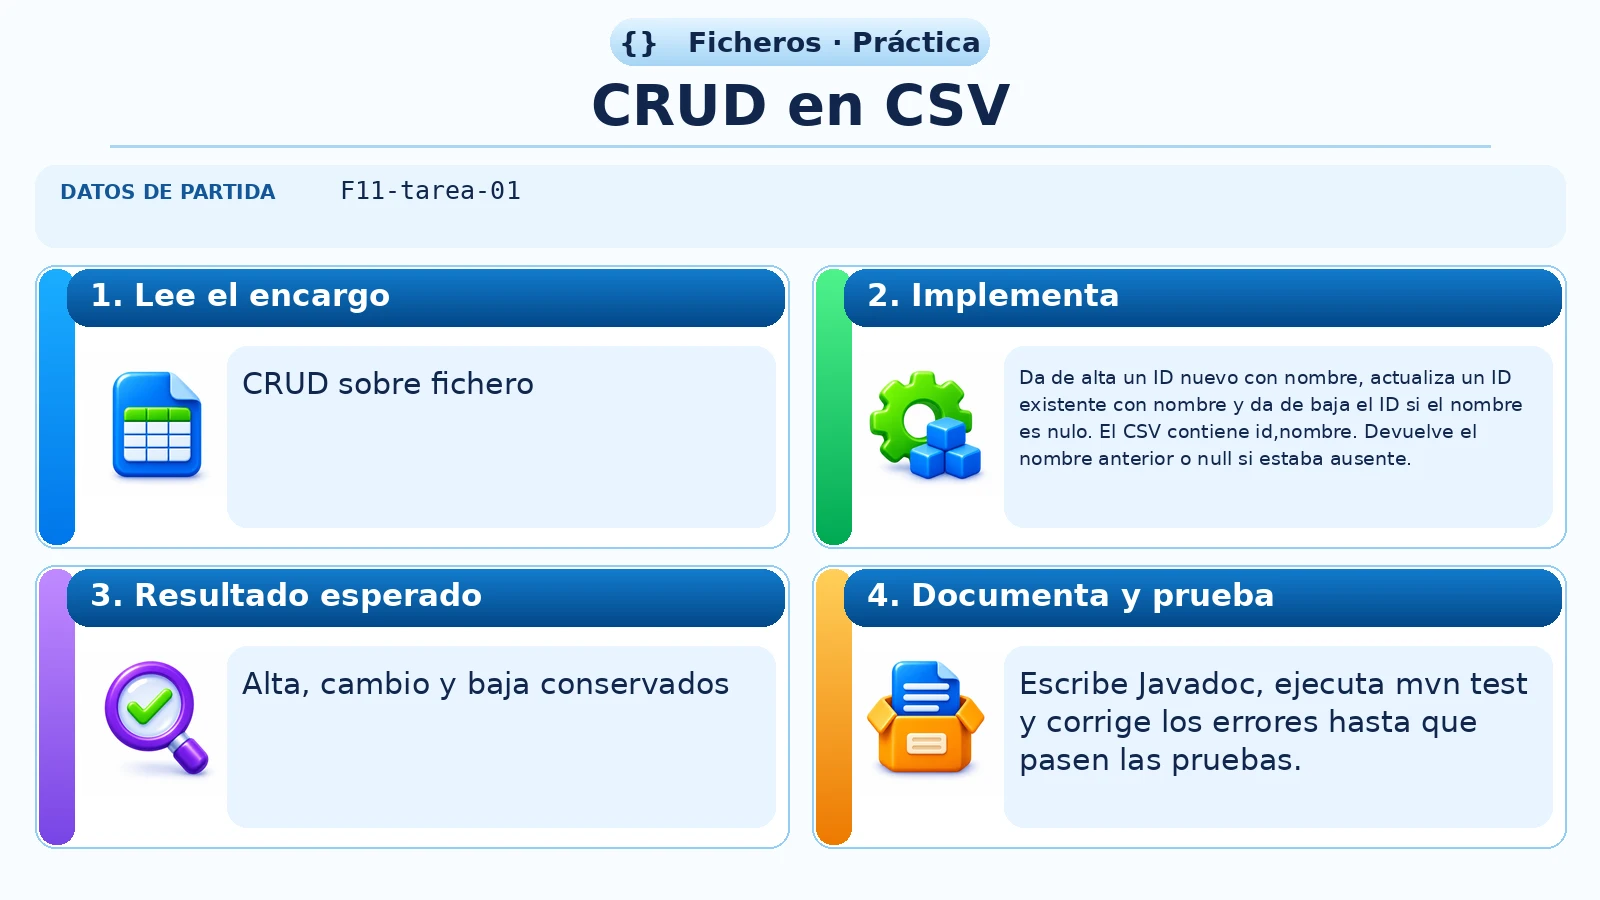 {} Ficheros · Práctica
CRUD en CSV
DATOS DE PARTIDA F11-tarea-01
1. Lee el encargo
CRUD sobre fichero
2. Implementa
Da de alta un ID nuevo con nombre, actualiza un ID
existente con nombre y da de baja el ID si el nombre
es nulo. El CSV contiene id,nombre. Devuelve el
nombre anterior o null si estaba ausente.
3. Resultado esperado
Alta, cambio y baja conservados
4. Documenta y prueba
Escribe Javadoc, ejecuta mvn test
y corrige los errores hasta que
pasen las pruebas.